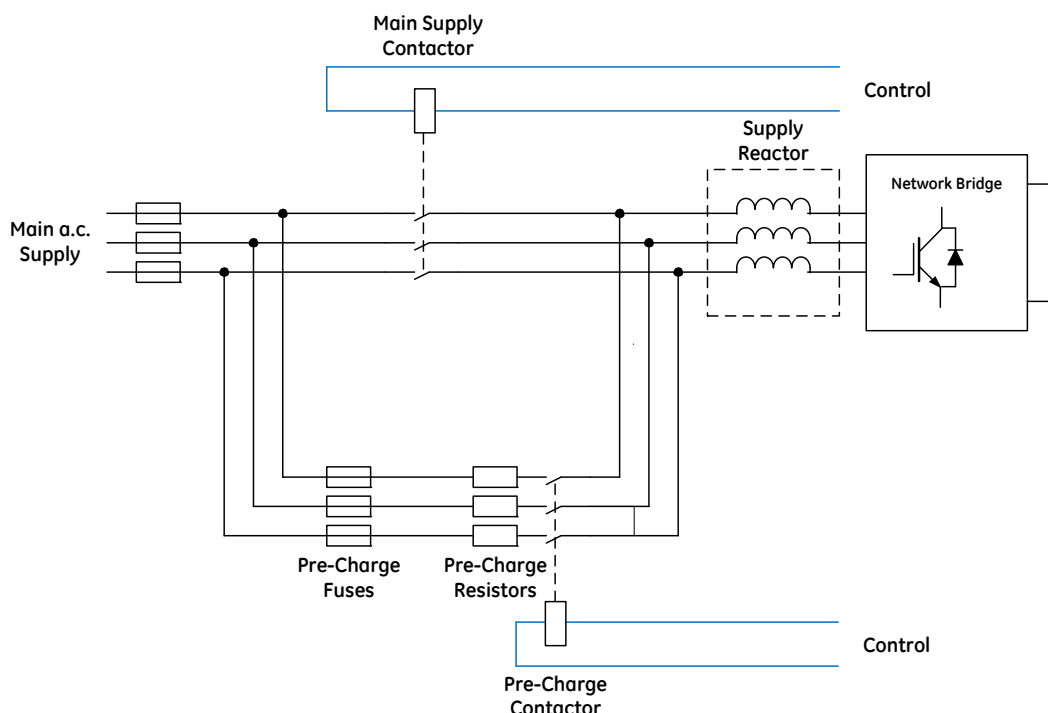 Main Supply
Contactor
Control
Supply
Reactor
Network Bridge
Main a.c.
Supply
Pre-Charge
Fuses
Pre-Charge
Resistors
Control
Pre-Charge
Contactor